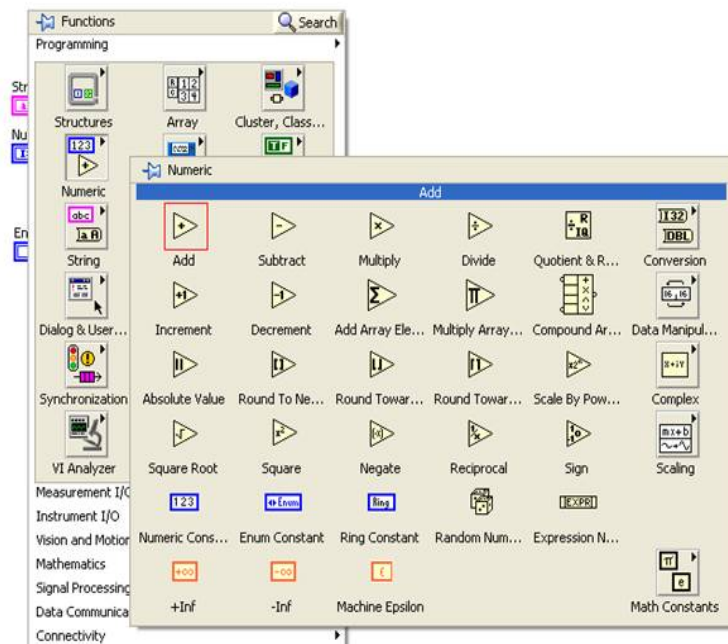 Functions
Search
Programming
Str
Nu
En
Structures
Array
Cluster, Class...
Numeric
String
Dialog & User...
Synchronization
VI Analyzer
Measurement I/O
Instrument I/O
Vision and Motion
Mathematics
Signal Processing
Data Communica
Connectivity
Numeric
Add
Add Subtract Multiply Divide Quotient & R... Conversion
Increment Decrement Add Array Ele... Multiply Array... Compound Ar... Data Manipul...
Absolute Value Round To Ne... Round Towar... Round Towar... Scale By Pow... Complex
Square Root Square Negate Reciprocal Sign Scaling
Numeric Cons... Enum Constant Ring Constant Random Num... Expression N...
+Inf -Inf Machine Epsilon Math Constants